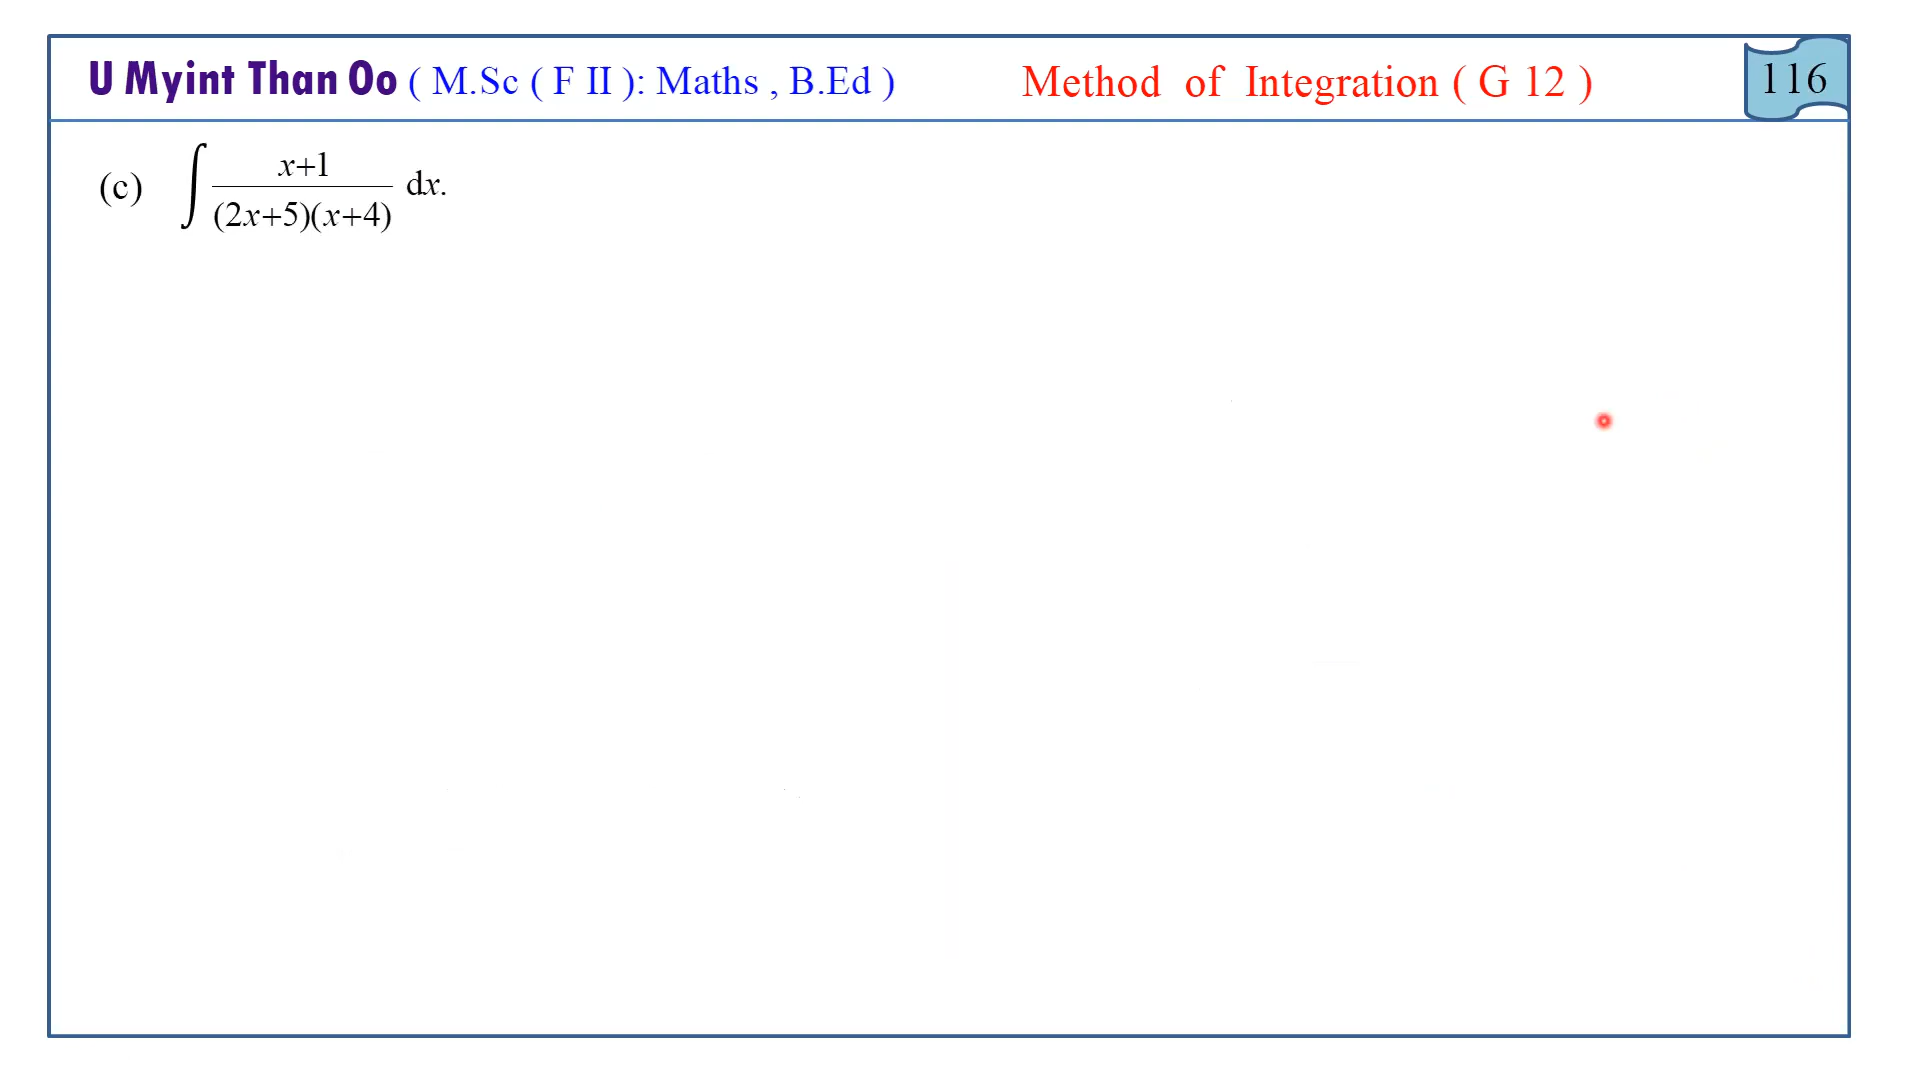 U Myint Than Oo ( M.Sc ( F II ): Maths , B.Ed ) Method of Integration ( G 12 ) 116
(c) ∫ x+1 / (2x+5)(x+4) dx.